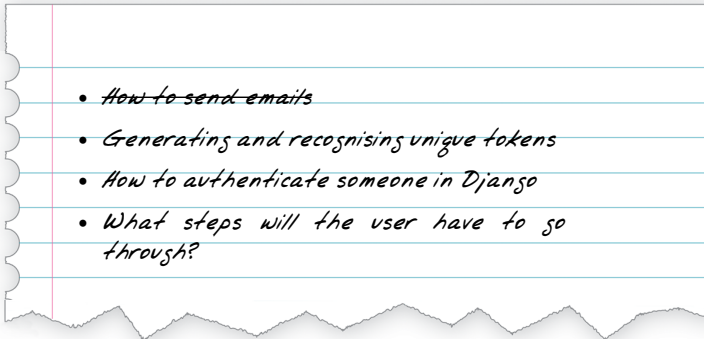 • How to send emails
• Generating and recognising unique tokens
• How to authenticate someone in Django
• What steps will the user have to go
through?